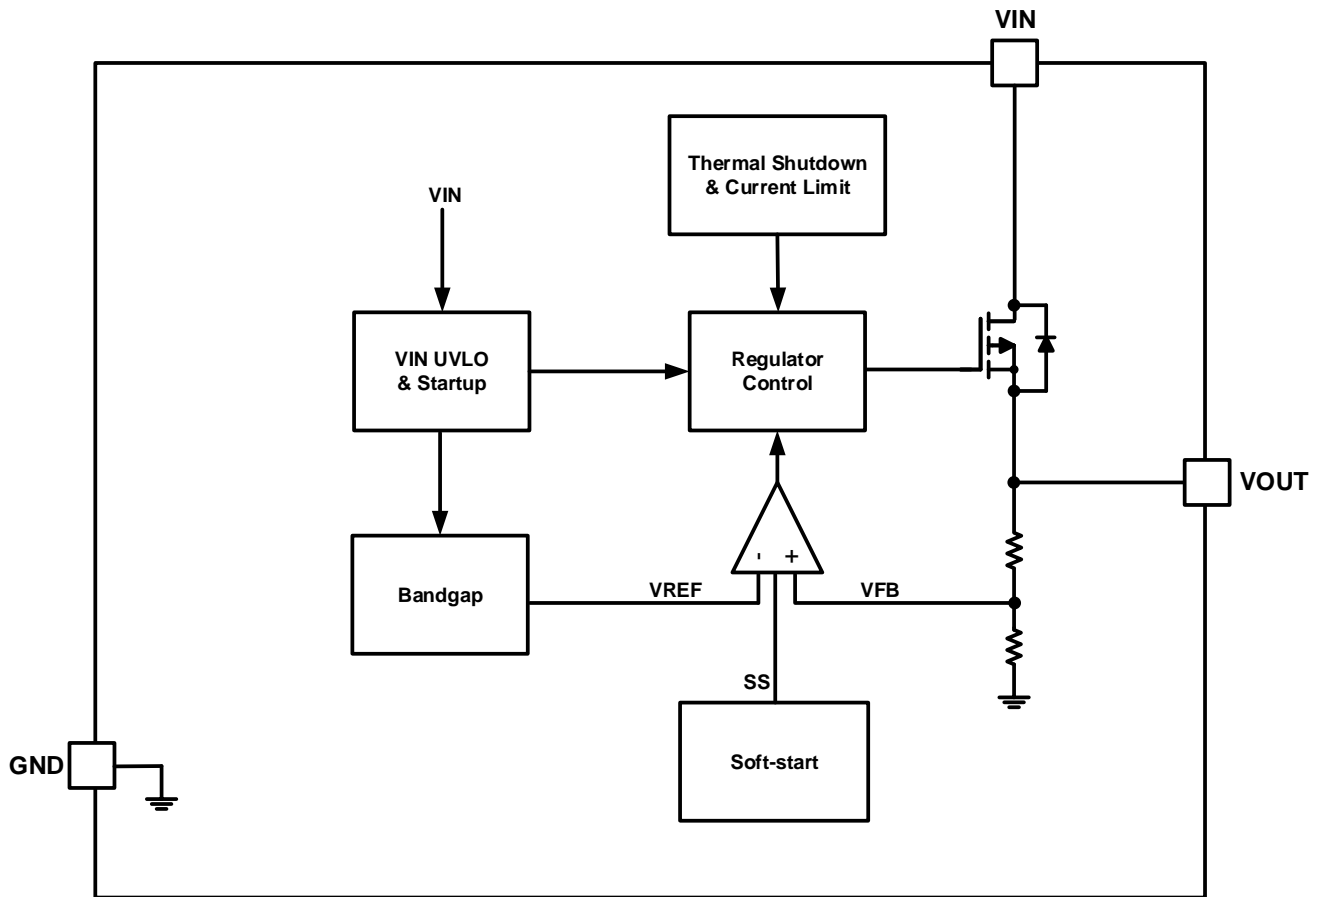 VIN
Thermal Shutdown
& Current Limit
VIN
VIN UVLO
& Startup
Regulator
Control
VOUT
- +
Bandgap
VREF
VFB
SS
Soft-start
GND